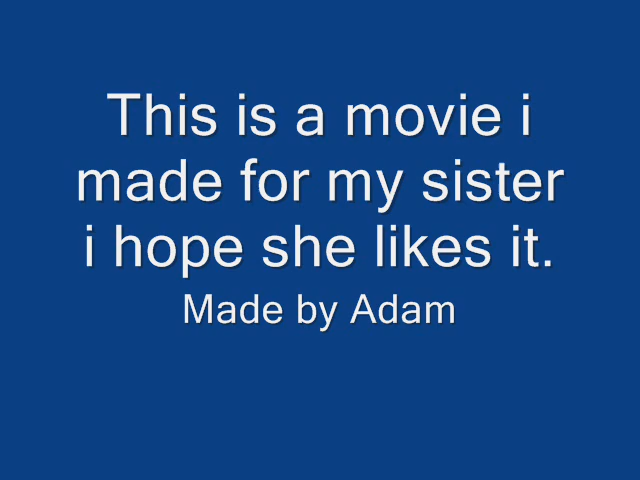 This is a movie i
made for my sister
i hope she likes it.
Made by Adam